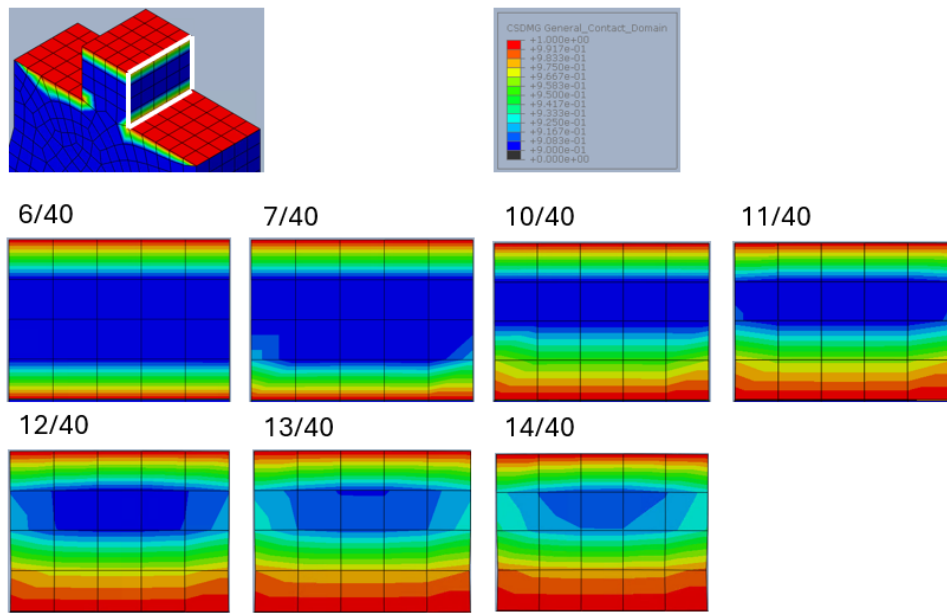 CSDMG General_Contact_Domain
+1.000e+00
+9.917e-01
+9.833e-01
+9.750e-01
+9.667e-01
+9.583e-01
+9.500e-01
+9.417e-01
+9.333e-01
+9.250e-01
+9.167e-01
+9.083e-01
+9.000e-01
+0.000e+00
6/40
7/40
10/40
11/40
12/40
13/40
14/40